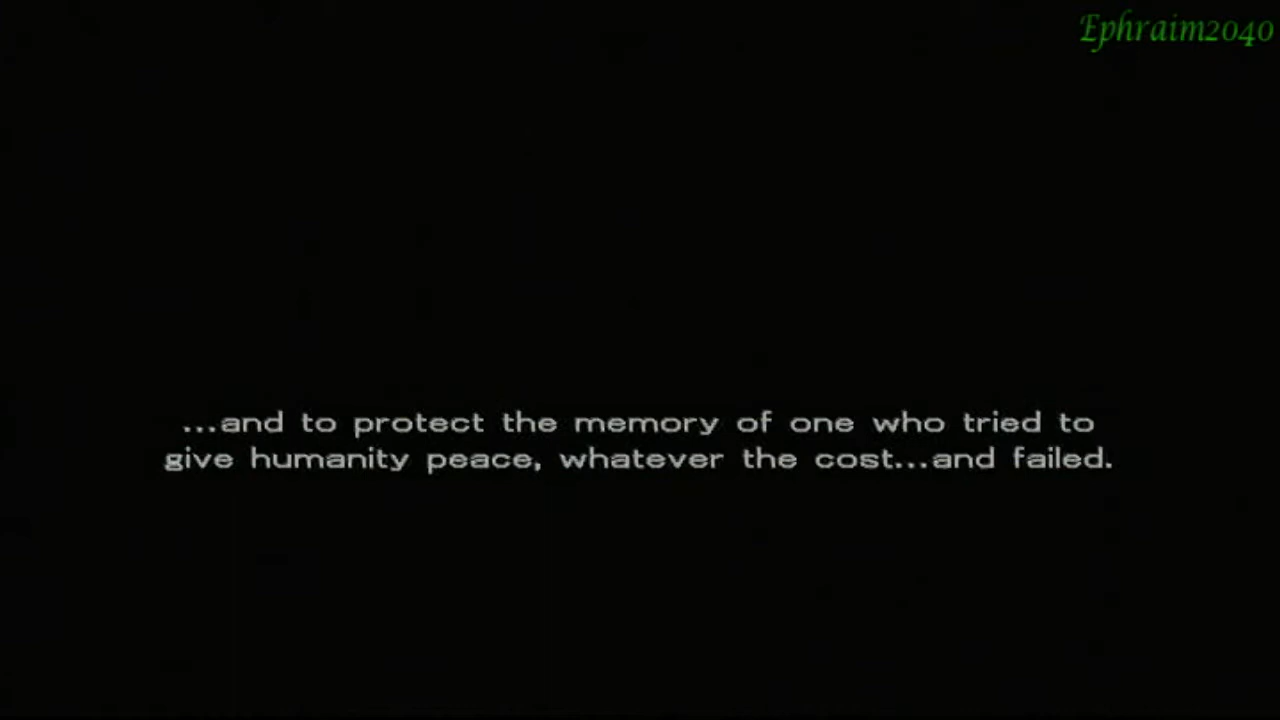 Ephraim2040
...and to protect the memory of one who tried to
give humanity peace, whatever the cost...and failed.